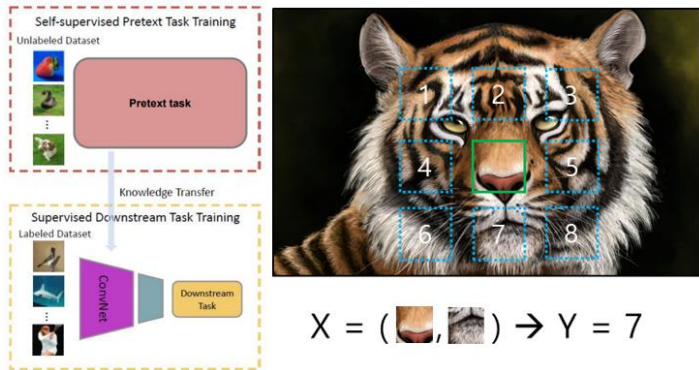 Self-supervised Pretext Task Training
Unlabeled Dataset
Pretext task
Knowledge Transfer
Supervised Downstream Task Training
Labeled Dataset
ConvNet
Downstream
Task
1 2 3
4 5
6 7 8
X = ( , ) → Y = 7